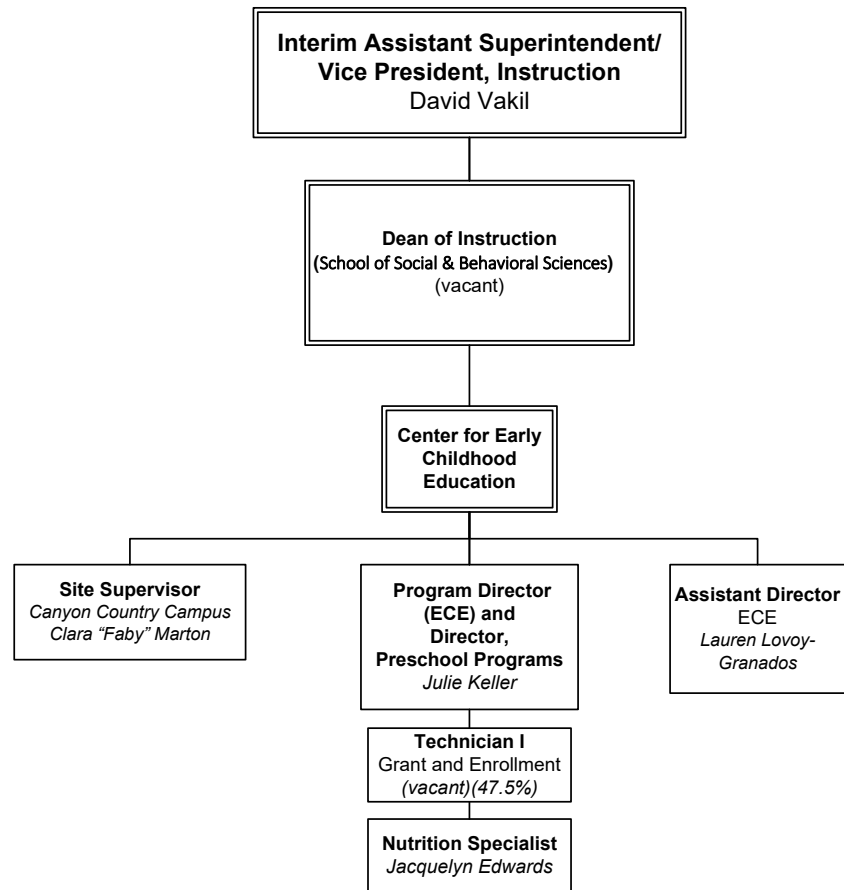 Interim Assistant Superintendent/
Vice President, Instruction
David Vakil
Dean of Instruction
(School of Social & Behavioral Sciences)
(vacant)
Center for Early
Childhood
Education
Site Supervisor
Canyon Country Campus
Clara “Faby” Marton
Program Director
(ECE) and
Director,
Preschool Programs
Julie Keller
Assistant Director
ECE
Lauren Lovoy-
Granados
Technician I
Grant and Enrollment
(vacant)(47.5%)
Nutrition Specialist
Jacquelyn Edwards